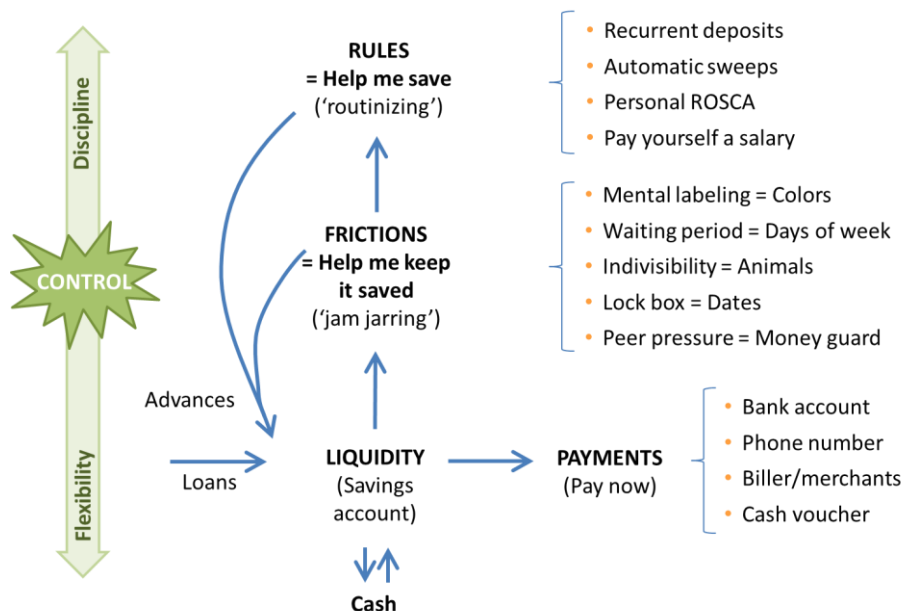 Discipline
CONTROL
Flexibility
RULES
= Help me save
(‘routinizing’)
• Recurrent deposits
• Automatic sweeps
• Personal ROSCA
• Pay yourself a salary
FRICTIONS
= Help me keep
it saved
(‘jam jarring’)
• Mental labeling = Colors
• Waiting period = Days of week
• Indivisibility = Animals
• Lock box = Dates
• Peer pressure = Money guard
Advances
Loans
LIQUIDITY
(Savings
account)
PAYMENTS
(Pay now)
• Bank account
• Phone number
• Biller/merchants
• Cash voucher
Cash